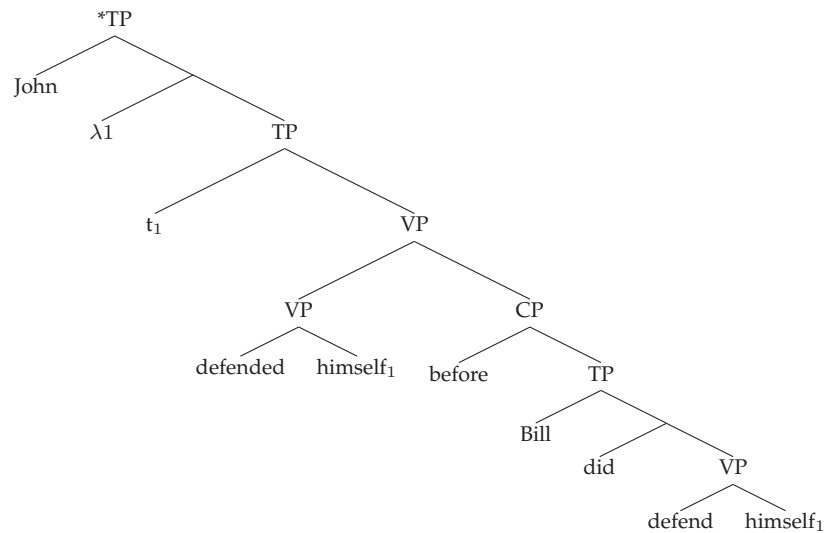 *TP
John
λ1
TP
t₁
VP
VP
CP
defended himself₁ before
TP
Bill
did
VP
defend himself₁